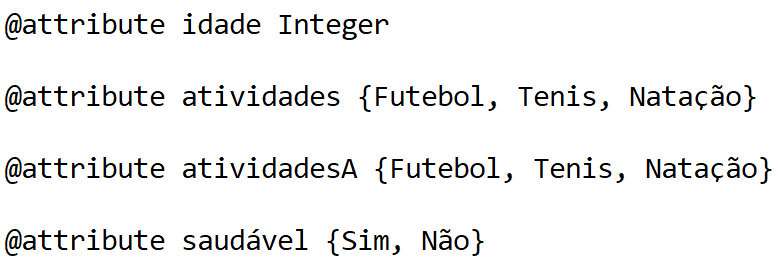 @attribute idade Integer
@attribute atividades {Futebol, Tenis, Natação}
@attribute atividadesA {Futebol, Tenis, Natação}
@attribute saudável {Sim, Não}